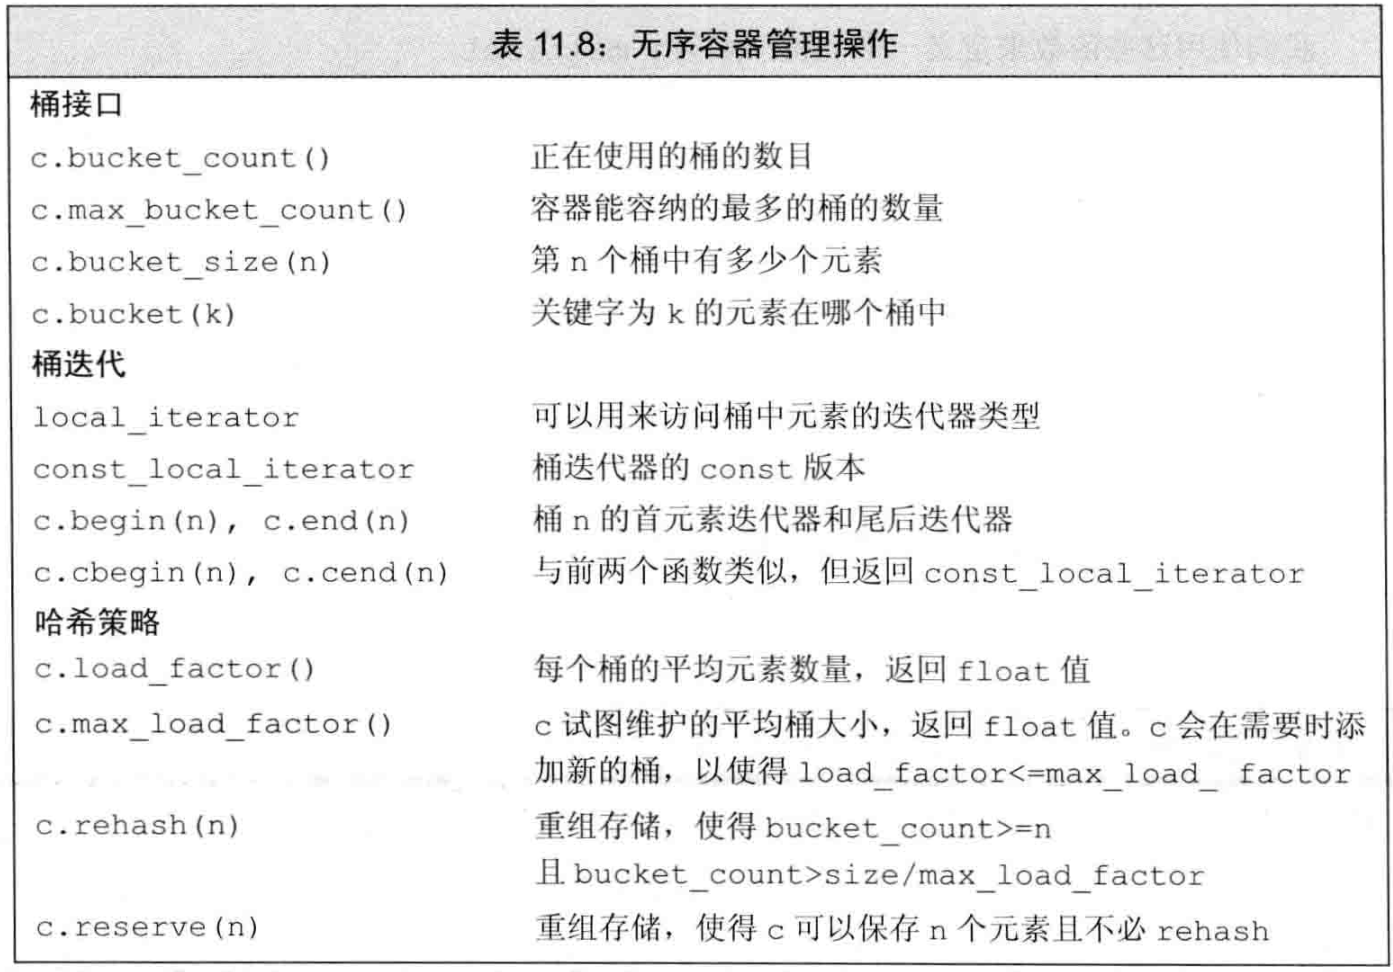 表 11.8：无序容器管理操作
桶接口
c.bucket_count() 正在使用的桶的数目
c.max_bucket_count() 容器能容纳的最多的桶的数量
c.bucket_size(n) 第 n 个桶中有多少个元素
c.bucket(k) 关键字为 k 的元素在哪个桶中
桶迭代
local_iterator 可以用来访问桶中元素的迭代器类型
const_local_iterator 桶迭代器的 const 版本
c.begin(n), c.end(n) 桶 n 的首元素迭代器和尾后迭代器
c.cbegin(n), c.cend(n) 与前两个函数类似，但返回 const_local_iterator
哈希策略
c.load_factor() 每个桶的平均元素数量，返回 float 值
c.max_load_factor() c 试图维护的平均桶大小，返回 float 值。c 会在需要时添
加新的桶，以使得 load_factor<=max_load_ factor
c.rehash(n) 重组存储，使得 bucket_count>=n
且 bucket_count>size/max_load_factor
c.reserve(n) 重组存储，使得 c 可以保存 n 个元素且不必 rehash